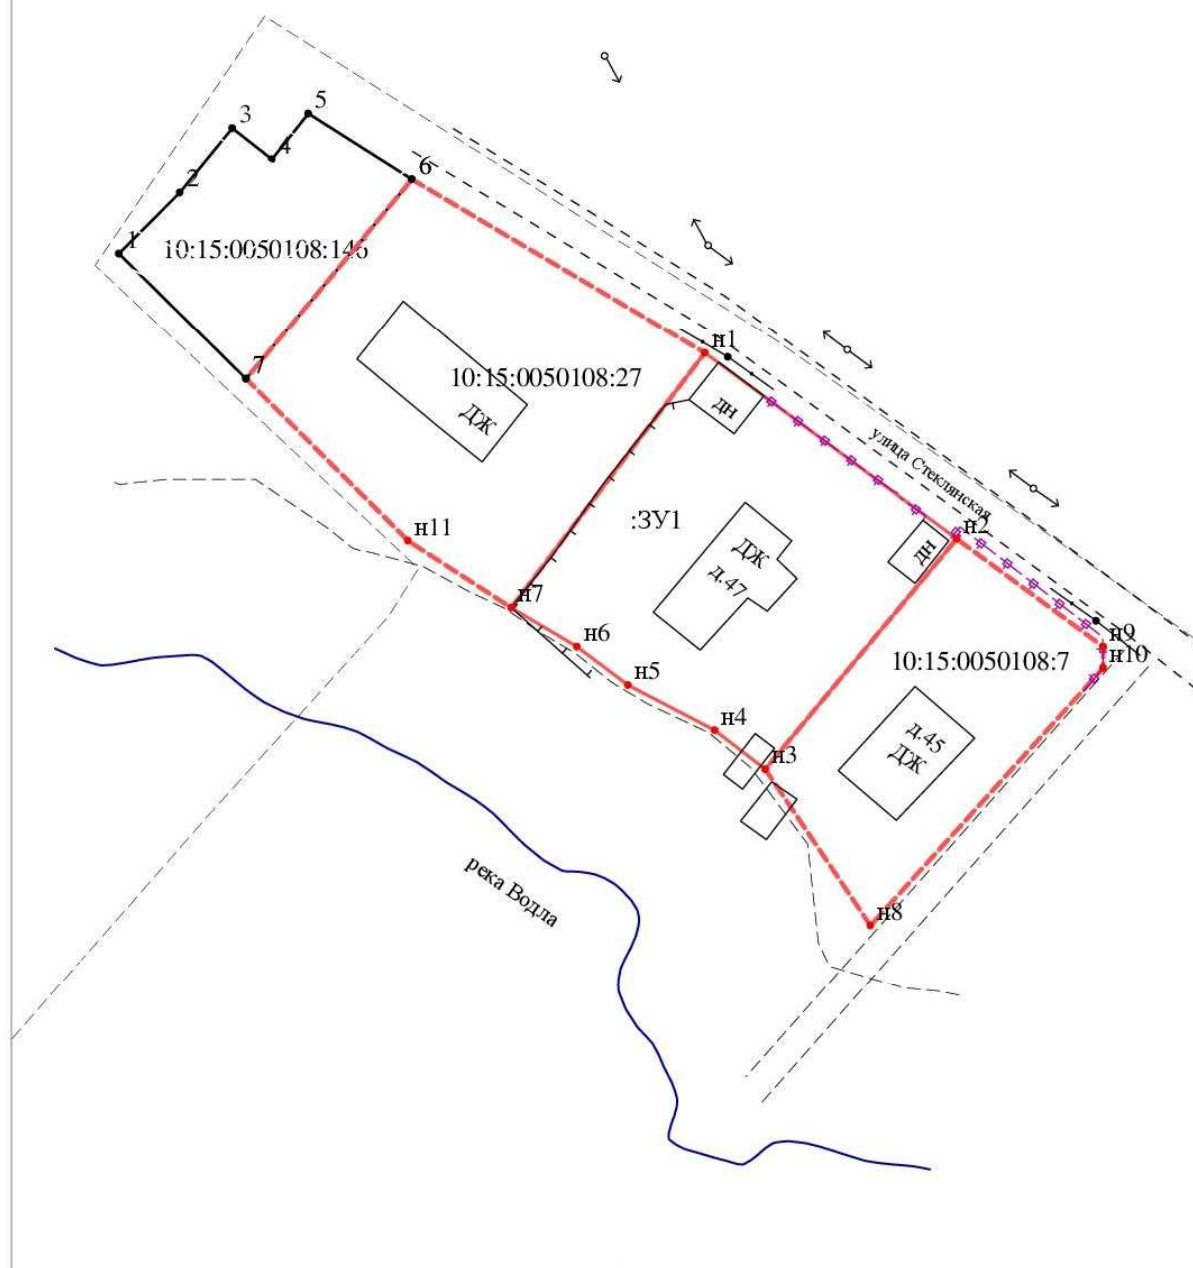 3
5
4
6
2
1
10:15:0050108:146
7
н1
10:15:0050108:27
ДЖ
дн
улица Стеклянская
:ЗУ1
н2
н11
ДЖ
д.47
дн
н7
н6
н9
н10
10:15:0050108:7
н5
н4
д.45
ДЖ
н3
река Водла
н8